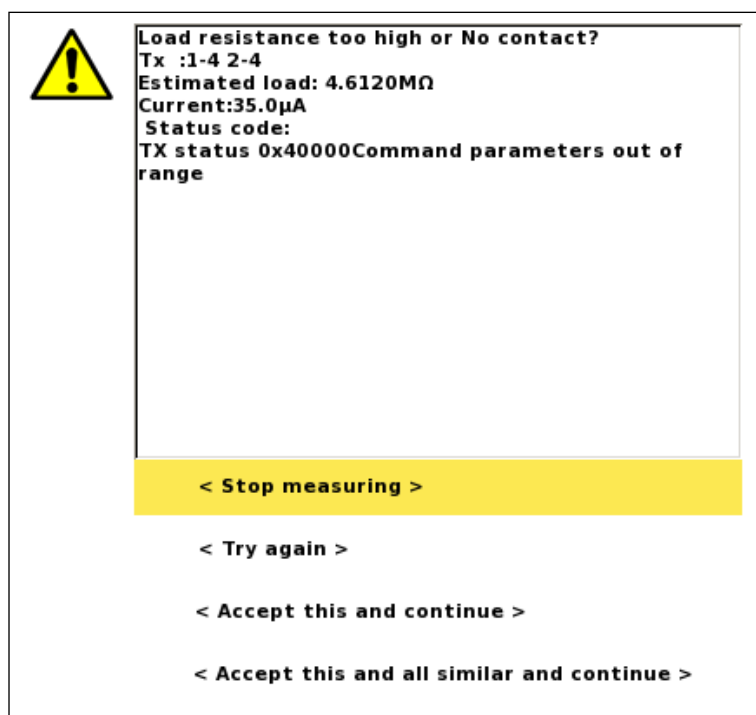 Load resistance too high or No contact?
Tx :1-4 2-4
Estimated load: 4.6120MΩ
Current:35.0µA
Status code:
TX status 0x40000Command parameters out of
range
< Stop measuring >
< Try again >
< Accept this and continue >
< Accept this and all similar and continue >